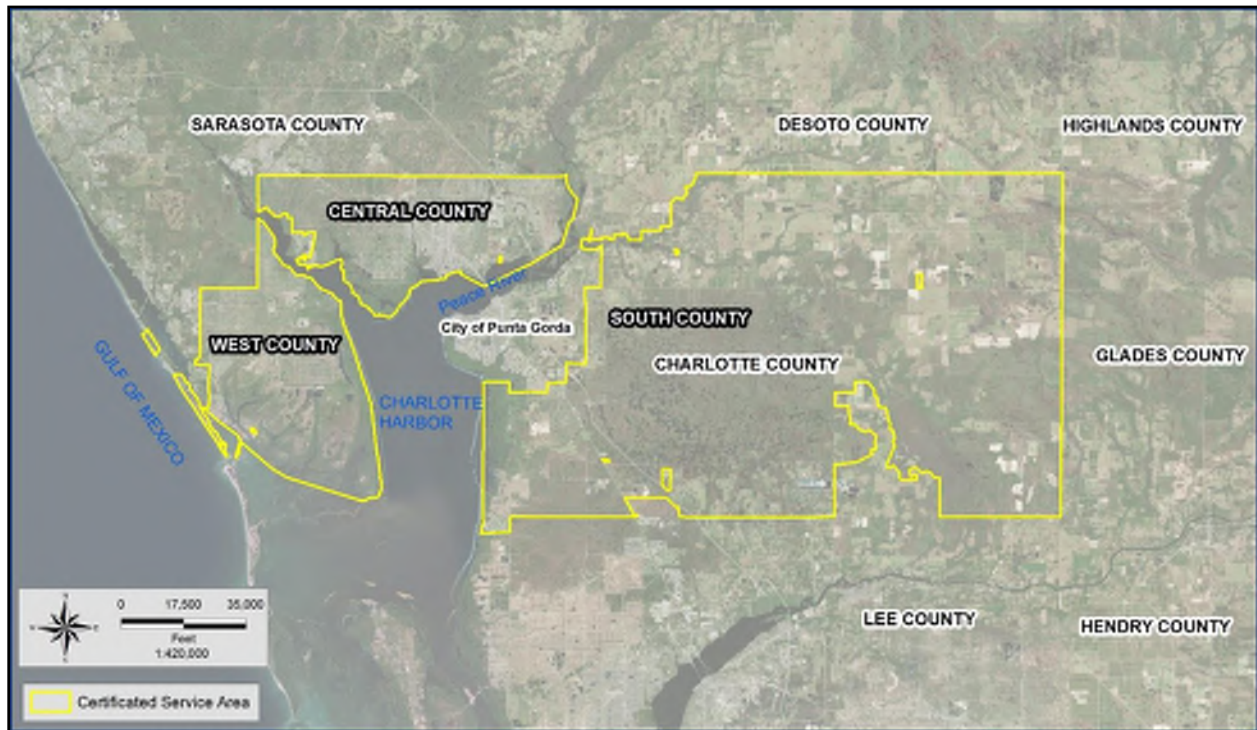 SARASOTA COUNTY
DESOTO COUNTY
HIGHLANDS COUNTY
CENTRAL COUNTY
Peace River
City of Punta Gorda
SOUTH COUNTY
WEST COUNTY
CHARLOTTE COUNTY
GLADES COUNTY
GULF OF MEXICO
CHARLOTTE
HARBOR
LEE COUNTY
HENDRY COUNTY
0 17,500 35,000
Feet
1:420,000
Certificated Service Area